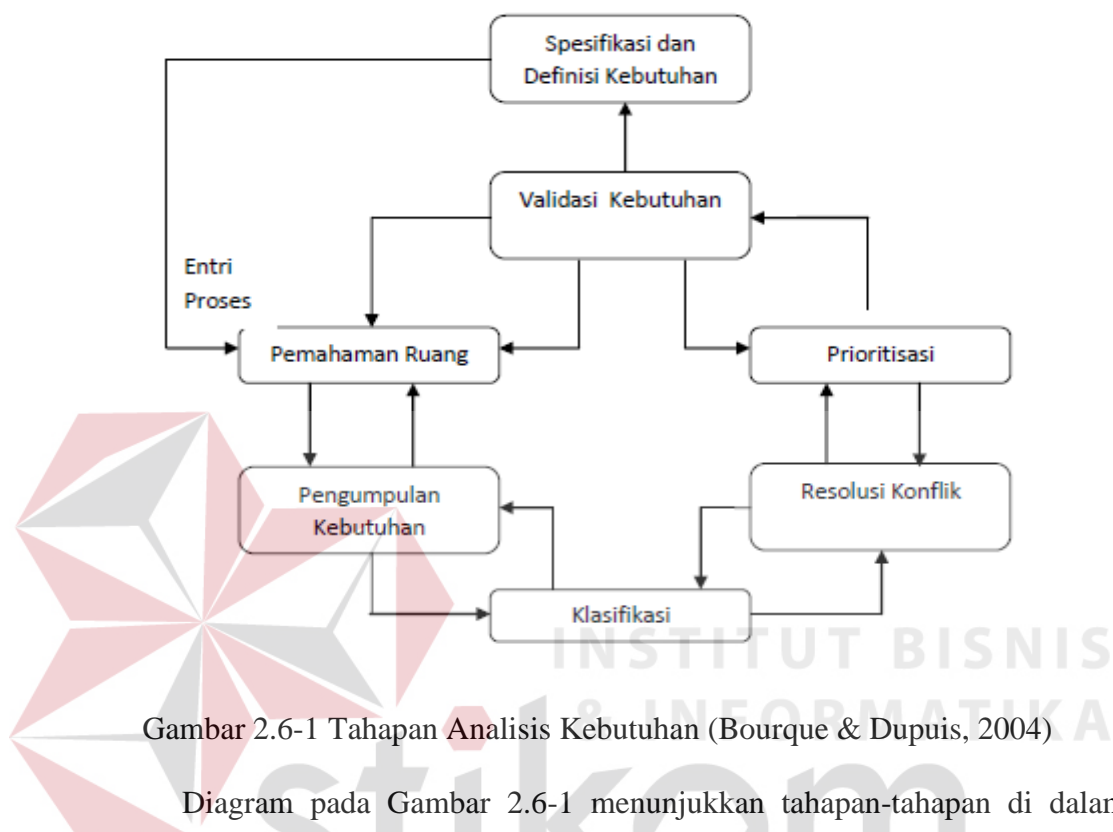 Spesifikasi dan
Definisi Kebutuhan
Validasi Kebutuhan
Entri
Proses
Pemahaman Ruang
Prioritisasi
Pengumpulan
Kebutuhan
Resolusi Konflik
Klasifikasi
INSTITUT BISNIS
& INFORMATIKA
Gambar 2.6-1 Tahapan Analisis Kebutuhan (Bourque & Dupuis, 2004)
stikom
Diagram pada Gambar 2.6-1 menunjukkan tahapan-tahapan di dalam